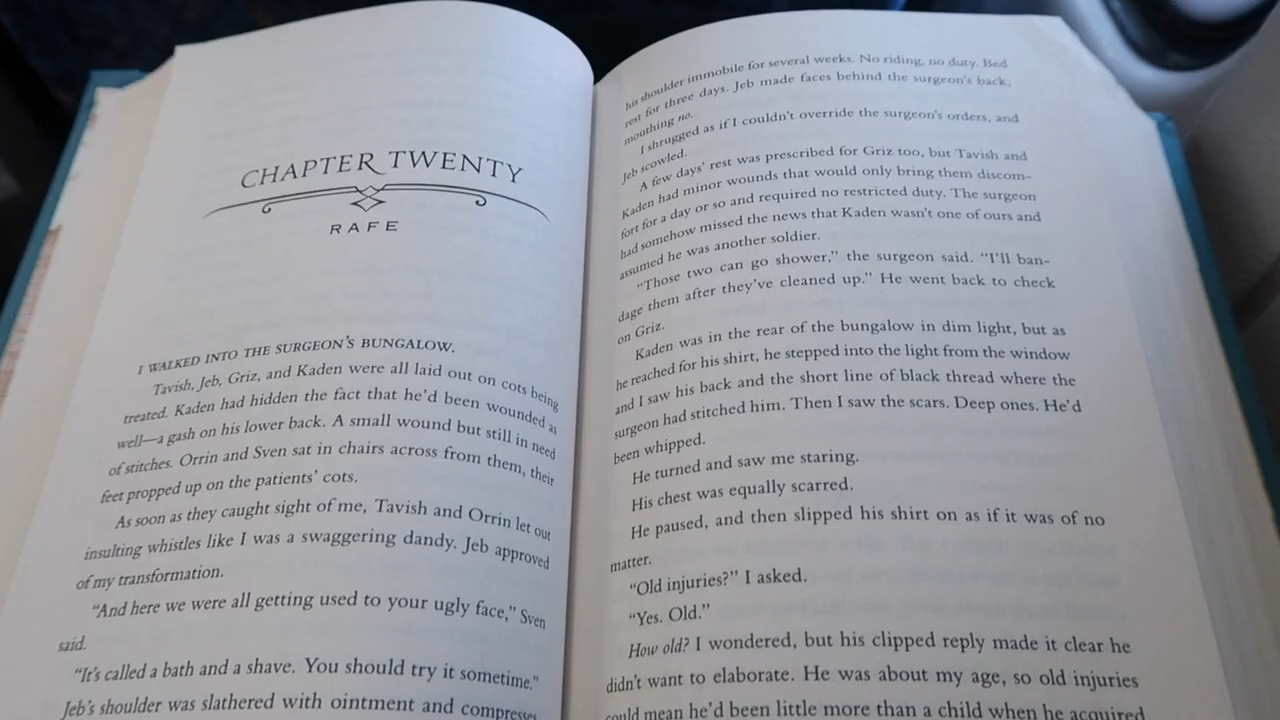 CHAPTER TWENTY
RAFE
I WALKED INTO THE SURGEON'S BUNGALOW.
Tavish, Jeb, Griz, and Kaden were all laid out on cots being
treated. Kaden had hidden the fact that he'd been wounded as
well—a gash on his lower back. A small wound but still in need
of stitches. Orrin and Sven sat in chairs across from them, their
feet propped up on the patients' cots.
As soon as they caught sight of me, Tavish and Orrin let out
insulting whistles like I was a swaggering dandy. Jeb approved
of my transformation.
“And here we were all getting used to your ugly face,” Sven
said.
“It's called a bath and a shave. You should try it sometime.”
Jeb's shoulder was slathered with ointment and
his shoulder immobile for several weeks. No riding, no duty. Bed
rest for three days. Jeb made faces behind the surgeon's back,
mouthing no.
I shrugged as if I couldn't override the surgeon's orders, and
Jeb scowled.
A few days' rest was prescribed for Griz too, but Tavish and
Kaden had minor wounds that would only bring them discom-
fort for a day or so and required no restricted duty. The surgeon
had somehow missed the news that Kaden wasn't one of ours and
assumed he was another soldier.
“Those two can go shower,” the surgeon said. “I'll ban-
dage them after they've cleaned up.” He went back to check
on Griz.
Kaden was in the rear of the bungalow in dim light, but as
he reached for his shirt, he stepped into the light from the window
and I saw his back and the short line of black thread where the
surgeon had stitched him. Then I saw the scars. Deep ones. He'd
been whipped.
He turned and saw me staring.
His chest was equally scarred.
He paused, and then slipped his shirt on as if it was of no
matter.
“Old injuries?” I asked.
“Yes. Old.”
How old? I wondered, but his clipped reply made it clear he
didn't want to elaborate. He was about my age, so old injuries
could mean he'd been little more than a child when he acquired